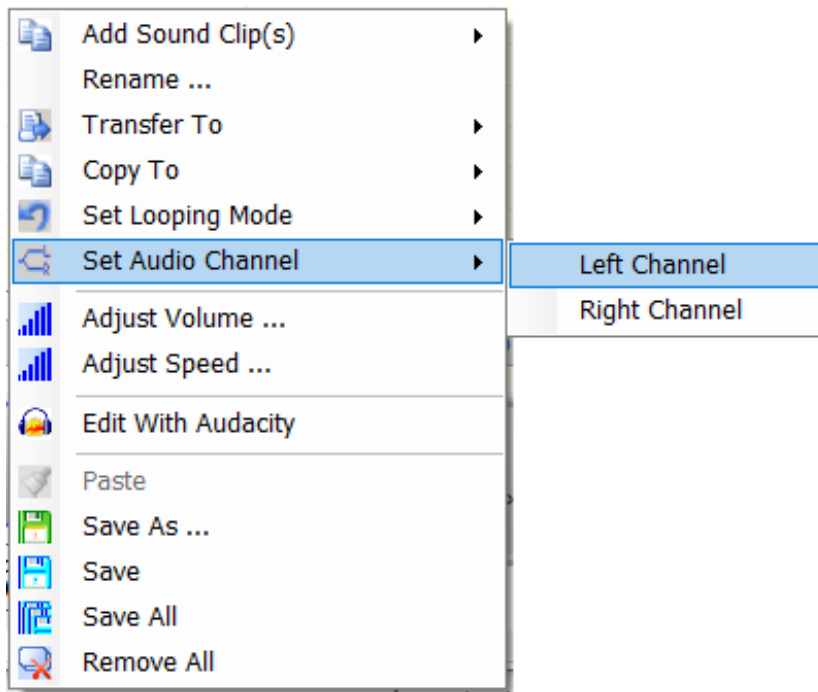 Add Sound Clip(s)
Rename ...
Transfer To
Copy To
Set Looping Mode
Set Audio Channel
Left Channel
Right Channel
Adjust Volume ...
Adjust Speed ...
Edit With Audacity
Paste
Save As ...
Save
Save All
Remove All